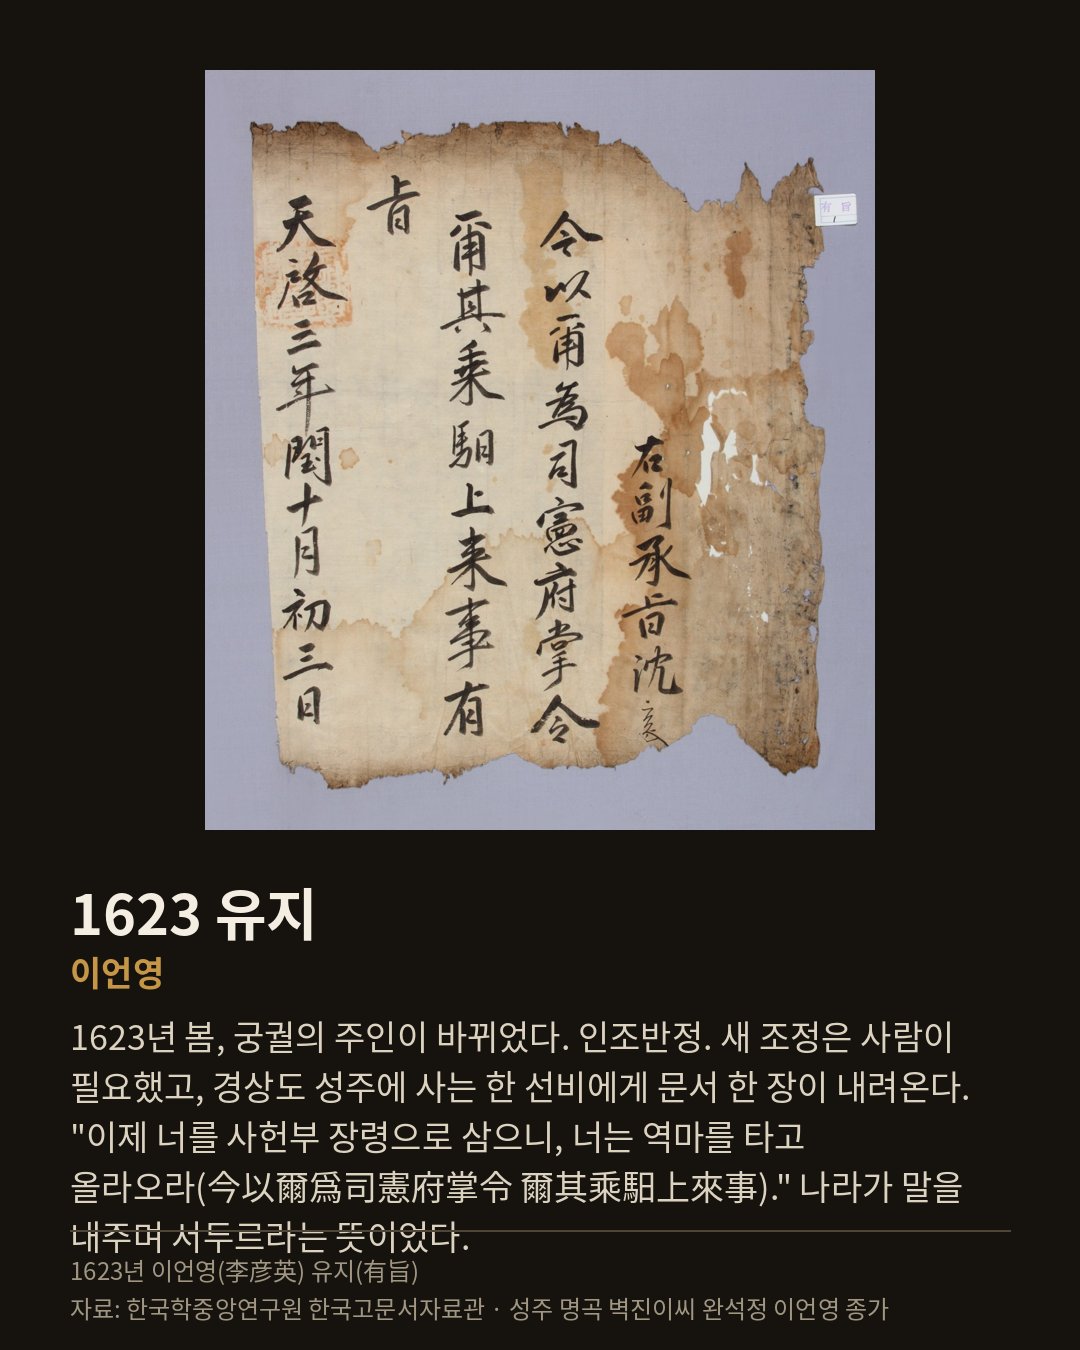 有旨
1
右副承旨沈
令以甭為司憲府掌令
甭其乘馹上来事有
旨
天啓三年閏十月初三日
1623 유지
이언영
1623년 봄, 궁궐의 주인이 바뀌었다. 인조반정. 새 조정은 사람이
필요했고, 경상도 성주에 사는 한 선비에게 문서 한 장이 내려온다.
"이제 너를 사헌부 장령으로 삼으니, 너는 역마를 타고
올라오라(今以爾爲司憲府掌令 爾其乘馹上來事)." 나라가 말을
내주며 서두르라는 뜻이었다.
1623년 이언영(李彦英) 유지(有旨)
자료: 한국학중앙연구원 한국고문서자료관 · 성주 명곡 벽진이씨 완석정 이언영 종가